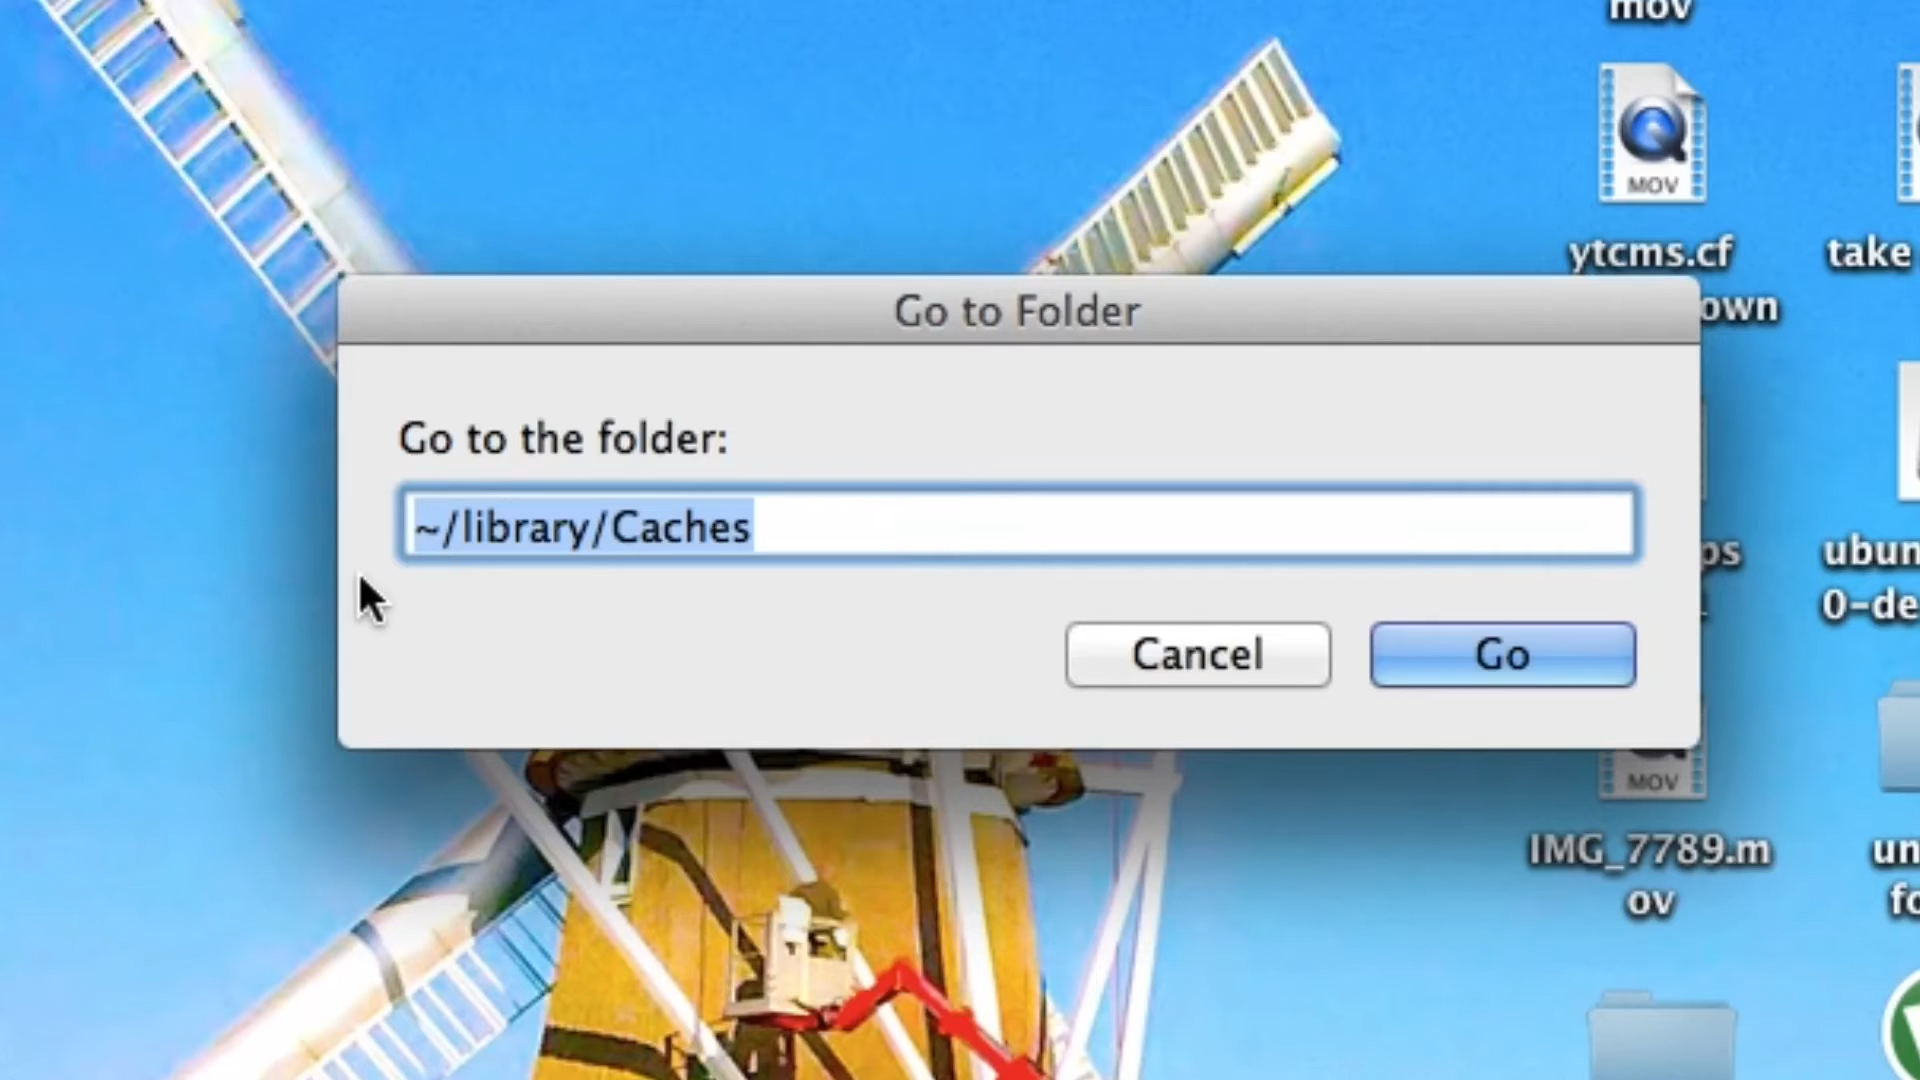 mov
MOV
ytcms.cf
take
own
Go to Folder
Go to the folder:
~/library/Caches
Cancel
Go
ps
ubun
0-de
MOV
IMG_7789.m
ov
un
fo